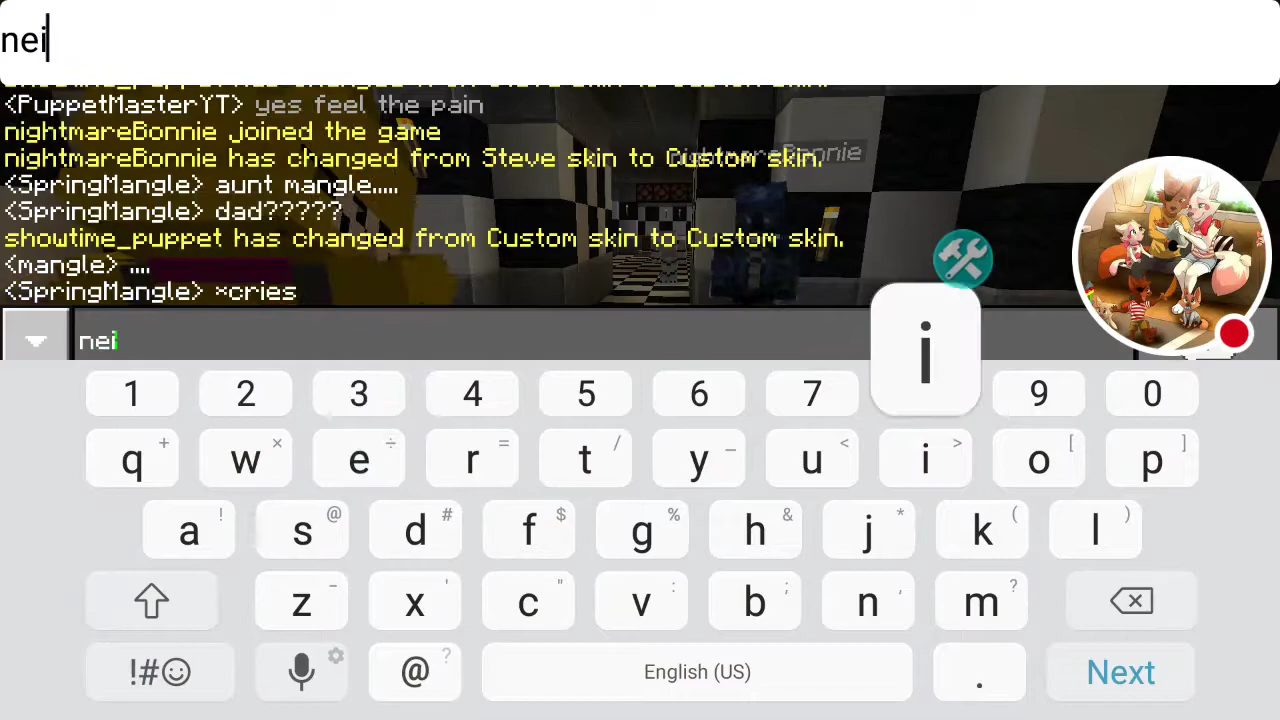 nei
<PuppetMasterYT> yes feel the pain
nightmareBonnie joined the game
nightmareBonnie has changed from Steve skin to Custom skin.
nightmareBonnie
<SpringMangle> aunt mangle.....
<SpringMangle> dad?????
showtime_puppet has changed from Custom skin to Custom skin.
<mangle> ....
<SpringMangle> *cries
nei
i
1 2 3 4 5 6 7 9 0
q + w × e ÷ r = t / y _ u < i > o [ p ]
a ! s @ d # f $ g % h & j * k ( l )
z - x ' c " v : b ; n , m ?
!#☺ @ ? English (US) . Next